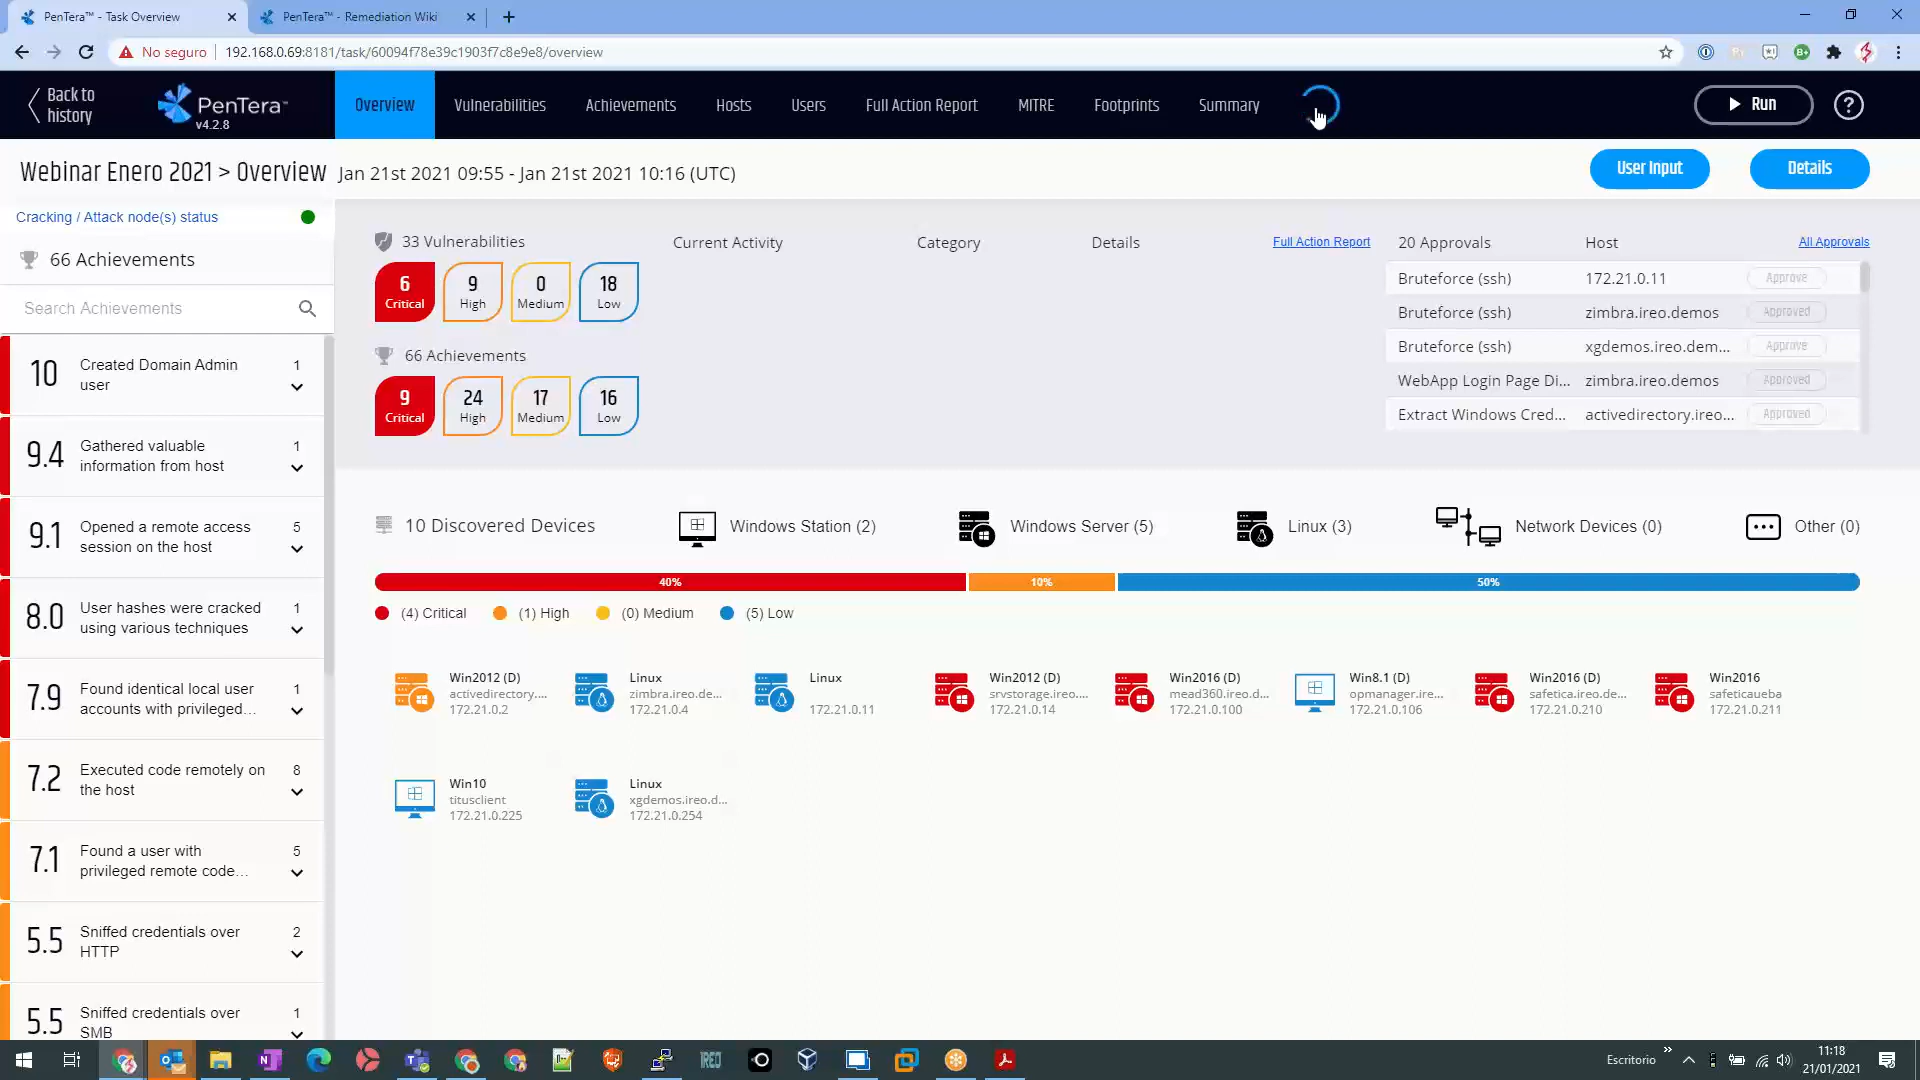 PenTera™ - Task Overview
PenTera™ - Remediation Wiki
No seguro
192.168.0.69:8181/task/60094f78e39c1903f7c8e9e8/overview
Back to
history
PenTera™
v4.2.8
Overview
Vulnerabilities
Achievements
Hosts
Users
Full Action Report
MITRE
Footprints
Summary
Run
?
Webinar Enero 2021 > Overview
Jan 21st 2021 09:55 - Jan 21st 2021 10:16 (UTC)
User Input
Details
Cracking / Attack node(s) status
66 Achievements
Search Achievements
10
Created Domain Admin
user
1
9.4
Gathered valuable
information from host
1
9.1
Opened a remote access
session on the host
5
8.0
User hashes were cracked
using various techniques
1
7.9
Found identical local user
accounts with privileged...
1
7.2
Executed code remotely on
the host
8
7.1
Found a user with
privileged remote code...
5
5.5
Sniffed credentials over
HTTP
2
5.5
Sniffed credentials over
SMB
1
33 Vulnerabilities
6
Critical
9
High
0
Medium
18
Low
66 Achievements
9
Critical
24
High
17
Medium
16
Low
Current Activity
Category
Details
Full Action Report
20 Approvals
Host
All Approvals
Bruteforce (ssh)
172.21.0.11
Approve
Bruteforce (ssh)
zimbra.ireo.demos
Approved
Bruteforce (ssh)
xgdemos.ireo.dem...
Approve
WebApp Login Page Di...
zimbra.ireo.demos
Approved
Extract Windows Cred...
activedirectory.ireo...
Approved
10 Discovered Devices
Windows Station (2)
Windows Server (5)
Linux (3)
Network Devices (0)
Other (0)
40%
10%
50%
(4) Critical
(1) High
(0) Medium
(5) Low
Win2012 (D)
activedirectory....
172.21.0.2
Linux
zimbra.ireo.de...
172.21.0.4
Linux
172.21.0.11
Win2012 (D)
srvstorage.ireo....
172.21.0.14
Win2016 (D)
mead360.ireo.d...
172.21.0.100
Win8.1 (D)
opmanager.ire...
172.21.0.106
Win2016 (D)
safetica.ireo.de...
172.21.0.210
Win2016
safeticaueba
172.21.0.211
Win10
titusclient
172.21.0.225
Linux
xgdemos.ireo.d...
172.21.0.254
IREO
Escritorio
11:18
21/01/2021